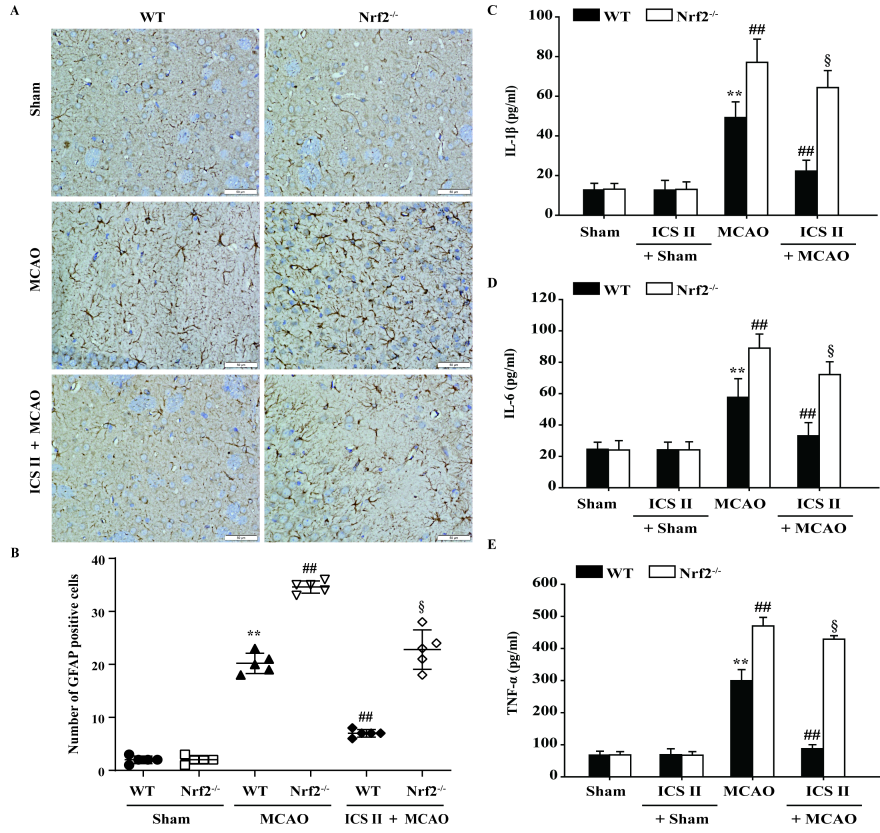 A
WT
Nrf2-/-
Sham
MCAO
ICS II + MCAO
B
Number of GFAP positive cells
40
30
20
10
0
**
##
##
§
WT
Nrf2-/-
WT
Nrf2-/-
WT
Nrf2-/-
Sham
MCAO
ICS II + MCAO
C
WT
Nrf2-/-
IL-1β (pg/ml)
100
80
60
40
20
0
**
##
##
§
Sham
ICS II
MCAO
ICS II
+ Sham
+ MCAO
D
WT
Nrf2-/-
IL-6 (pg/ml)
120
100
80
60
40
20
0
**
##
##
§
Sham
ICS II
MCAO
ICS II
+ Sham
+ MCAO
E
WT
Nrf2-/-
TNF-α (pg/ml)
600
500
400
300
200
100
0
**
##
##
§
Sham
ICS II
MCAO
ICS II
+ Sham
+ MCAO